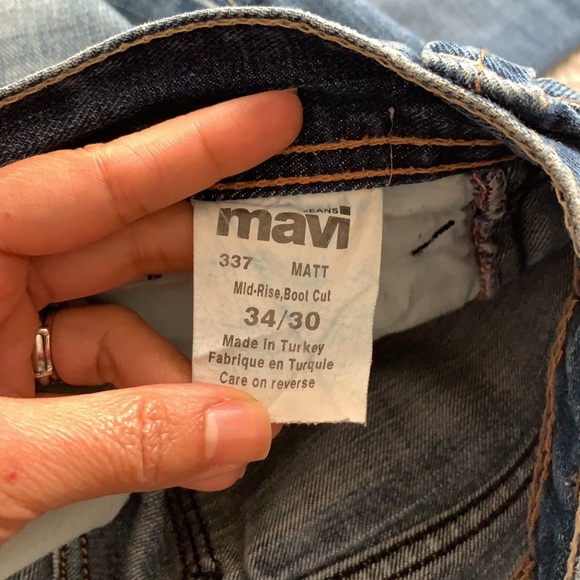 JEANS
mavi
337 MATT
Mid-Rise,Boot Cut
34/30
Made in Turkey
Fabrique en Turquie
Care on reverse